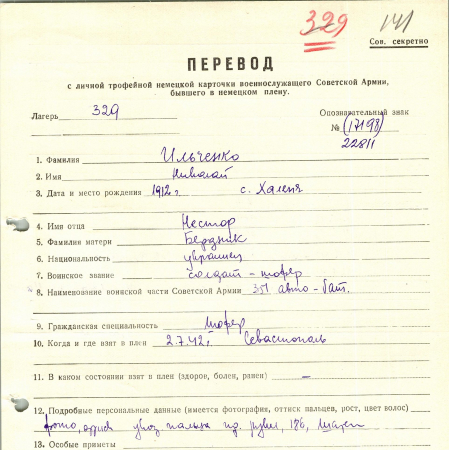 329 141
Сов. секретно
ПЕРЕВОД
с личной трофейной немецкой карточки военнослужащего Советской Армии,
бывшего в немецком плену.
Лагерь 329 Опознавательный знак
№ (17198)
22811
1. Фамилия Ильченко
2. Имя Николай
3. Дата и место рождения 1912 г. с. Халепя
4. Имя отца Нестор
5. Фамилия матери Бердник
6. Национальность украинец
7. Воинское звание солдат - шофер
8. Наименование воинской части Советской Армии 351 авто-бат.
9. Гражданская специальность шофер
10. Когда и где взят в плен 2.7.42 г. Севастополь
11. В каком состоянии взят в плен (здоров, болен, ранен) —
12. Подробные персональные данные (имеется фотография, оттиск пальцев, рост, цвет волос)
фото, пальца
13. Особые приметы